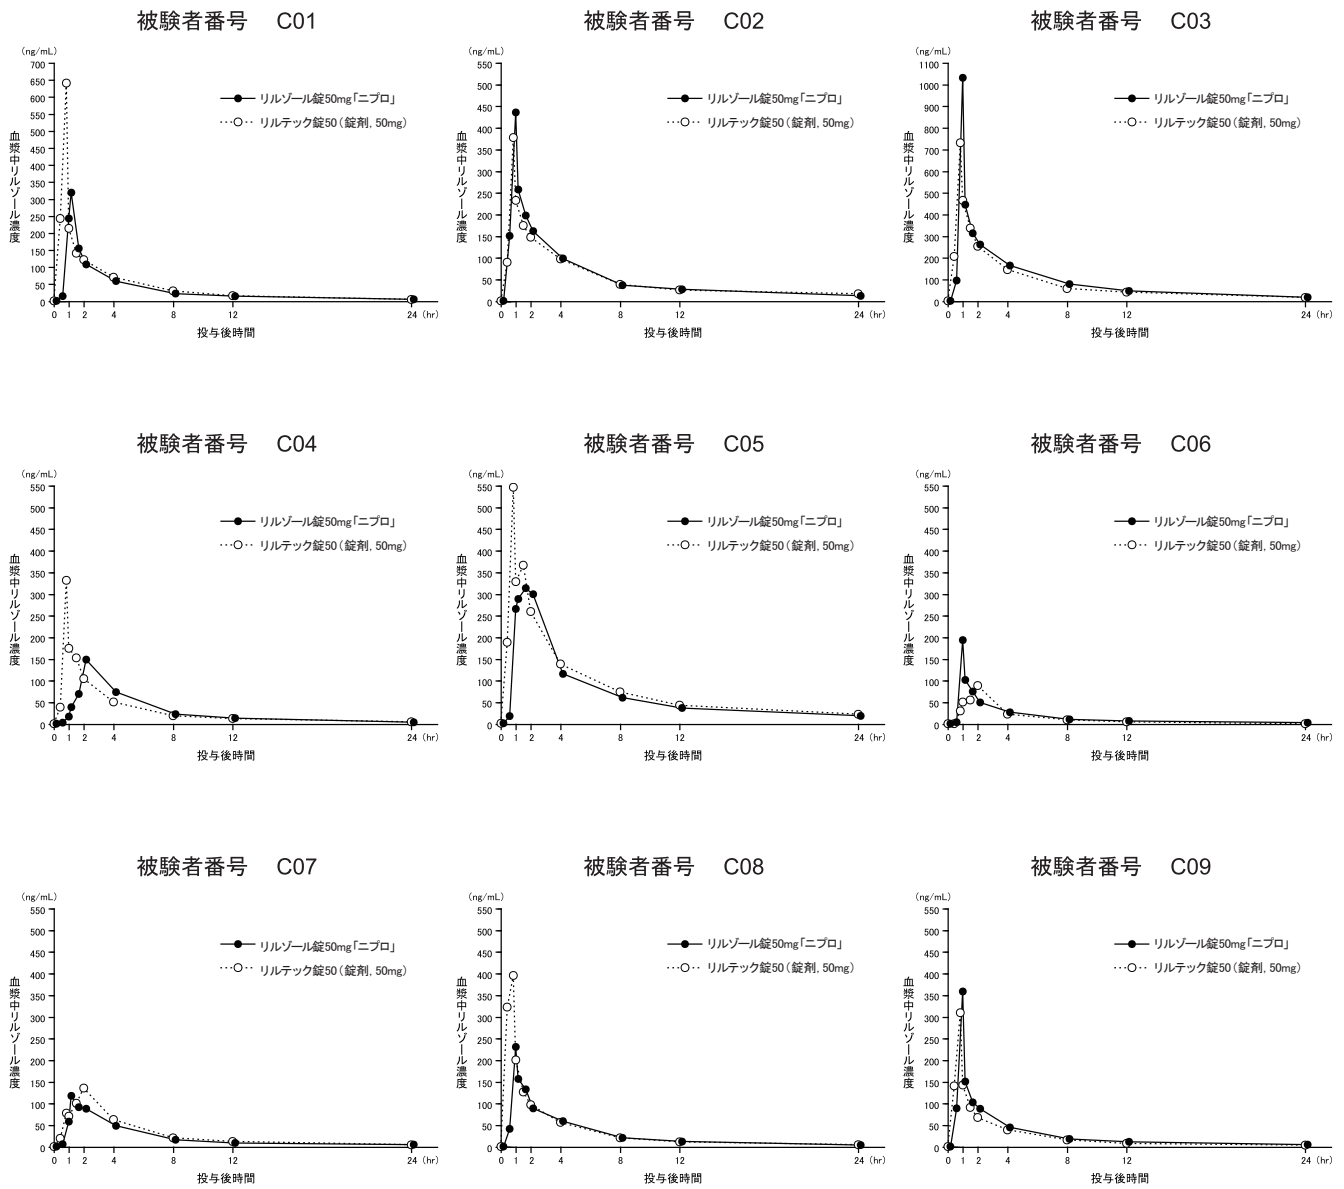 被験者番号 C01
(ng/mL)
700
650
600
550
500
450
400
350
300
250
200
150
100
50
0
血漿中リルゾール濃度
リルゾール錠50mg「ニプロ」
リルテック錠50(錠剤, 50mg)
0 1 2 4 8 12 24 (hr)
投与後時間
被験者番号 C02
(ng/mL)
550
500
450
400
350
300
250
200
150
100
50
0
血漿中リルゾール濃度
リルゾール錠50mg「ニプロ」
リルテック錠50(錠剤, 50mg)
0 1 2 4 8 12 24 (hr)
投与後時間
被験者番号 C03
(ng/mL)
1100
1000
900
800
700
600
500
400
300
200
100
0
血漿中リルゾール濃度
リルゾール錠50mg「ニプロ」
リルテック錠50(錠剤, 50mg)
0 1 2 4 8 12 24 (hr)
投与後時間
被験者番号 C04
(ng/mL)
550
500
450
400
350
300
250
200
150
100
50
0
血漿中リルゾール濃度
リルゾール錠50mg「ニプロ」
リルテック錠50(錠剤, 50mg)
0 1 2 4 8 12 24 (hr)
投与後時間
被験者番号 C05
(ng/mL)
550
500
450
400
350
300
250
200
150
100
50
0
血漿中リルゾール濃度
リルゾール錠50mg「ニプロ」
リルテック錠50(錠剤, 50mg)
0 1 2 4 8 12 24 (hr)
投与後時間
被験者番号 C06
(ng/mL)
550
500
450
400
350
300
250
200
150
100
50
0
血漿中リルゾール濃度
リルゾール錠50mg「ニプロ」
リルテック錠50(錠剤, 50mg)
0 1 2 4 8 12 24 (hr)
投与後時間
被験者番号 C07
(ng/mL)
550
500
450
400
350
300
250
200
150
100
50
0
血漿中リルゾール濃度
リルゾール錠50mg「ニプロ」
リルテック錠50(錠剤, 50mg)
0 1 2 4 8 12 24 (hr)
投与後時間
被験者番号 C08
(ng/mL)
550
500
450
400
350
300
250
200
150
100
50
0
血漿中リルゾール濃度
リルゾール錠50mg「ニプロ」
リルテック錠50(錠剤, 50mg)
0 1 2 4 8 12 24 (hr)
投与後時間
被験者番号 C09
(ng/mL)
550
500
450
400
350
300
250
200
150
100
50
0
血漿中リルゾール濃度
リルゾール錠50mg「ニプロ」
リルテック錠50(錠剤, 50mg)
0 1 2 4 8 12 24 (hr)
投与後時間